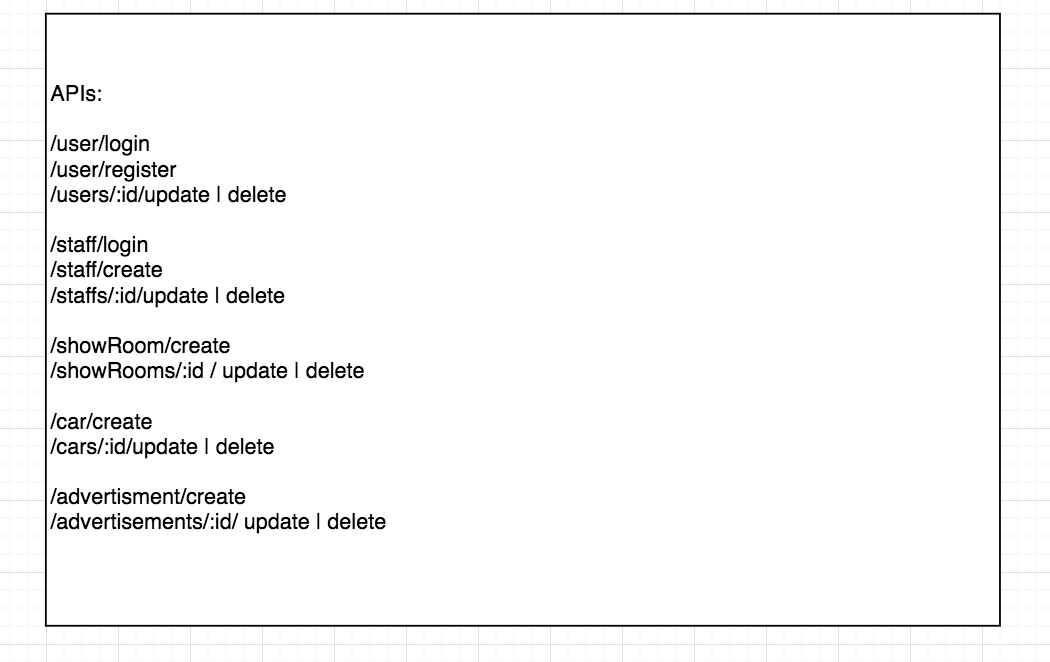 APIs:
/user/login
/user/register
/users/:id/update | delete
/staff/login
/staff/create
/staffs/:id/update | delete
/showRoom/create
/showRooms/:id / update | delete
/car/create
/cars/:id/update | delete
/advertisment/create
/advertisements/:id/ update | delete